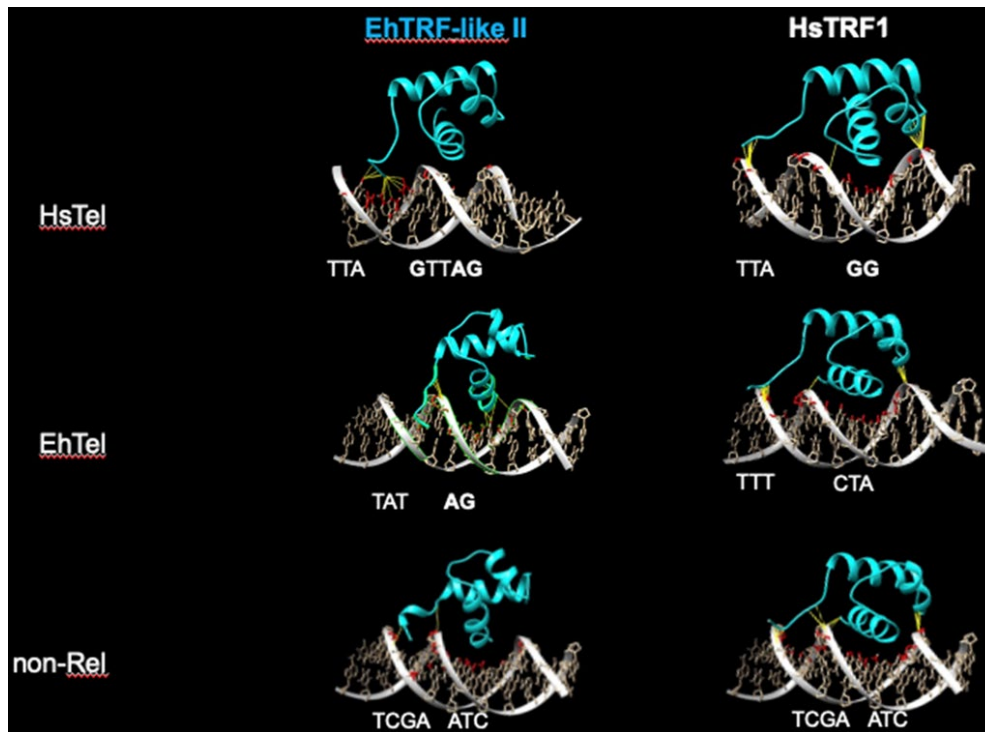 EhTRF-like II HsTRF1
HsTel
TTA GTTAG TTA GG
EhTel
TAT AG TTT CTA
non-Rel
TCGA ATC TCGA ATC